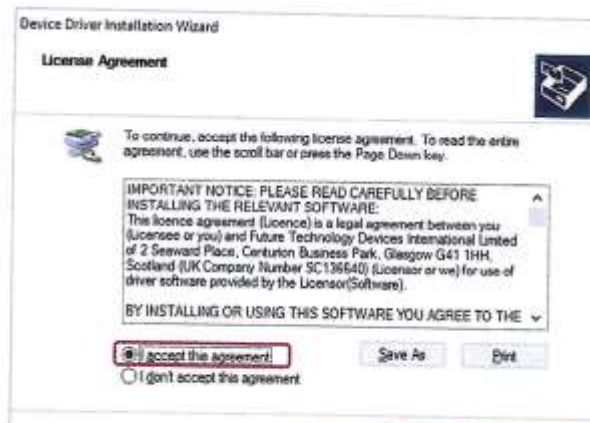 Device Driver Installation Wizard
License Agreement
To continue, accept the following license agreement. To read the entire
agreement, use the scroll bar or press the Page Down key.
IMPORTANT NOTICE: PLEASE READ CAREFULLY BEFORE
INSTALLING THE RELEVANT SOFTWARE:
This licence agreement (Licence) is a legal agreement between you
(Licensee or you) and Future Technology Devices International Limited
of 2 Seaward Place, Centurion Business Park, Glasgow G41 1HH,
Scotland (UK Company Number SC136640) (Licensor or we) for use of
driver software provided by the Licensor(Software).
BY INSTALLING OR USING THIS SOFTWARE YOU AGREE TO THE
I accept this agreement
Save As
Print
I don't accept this agreement